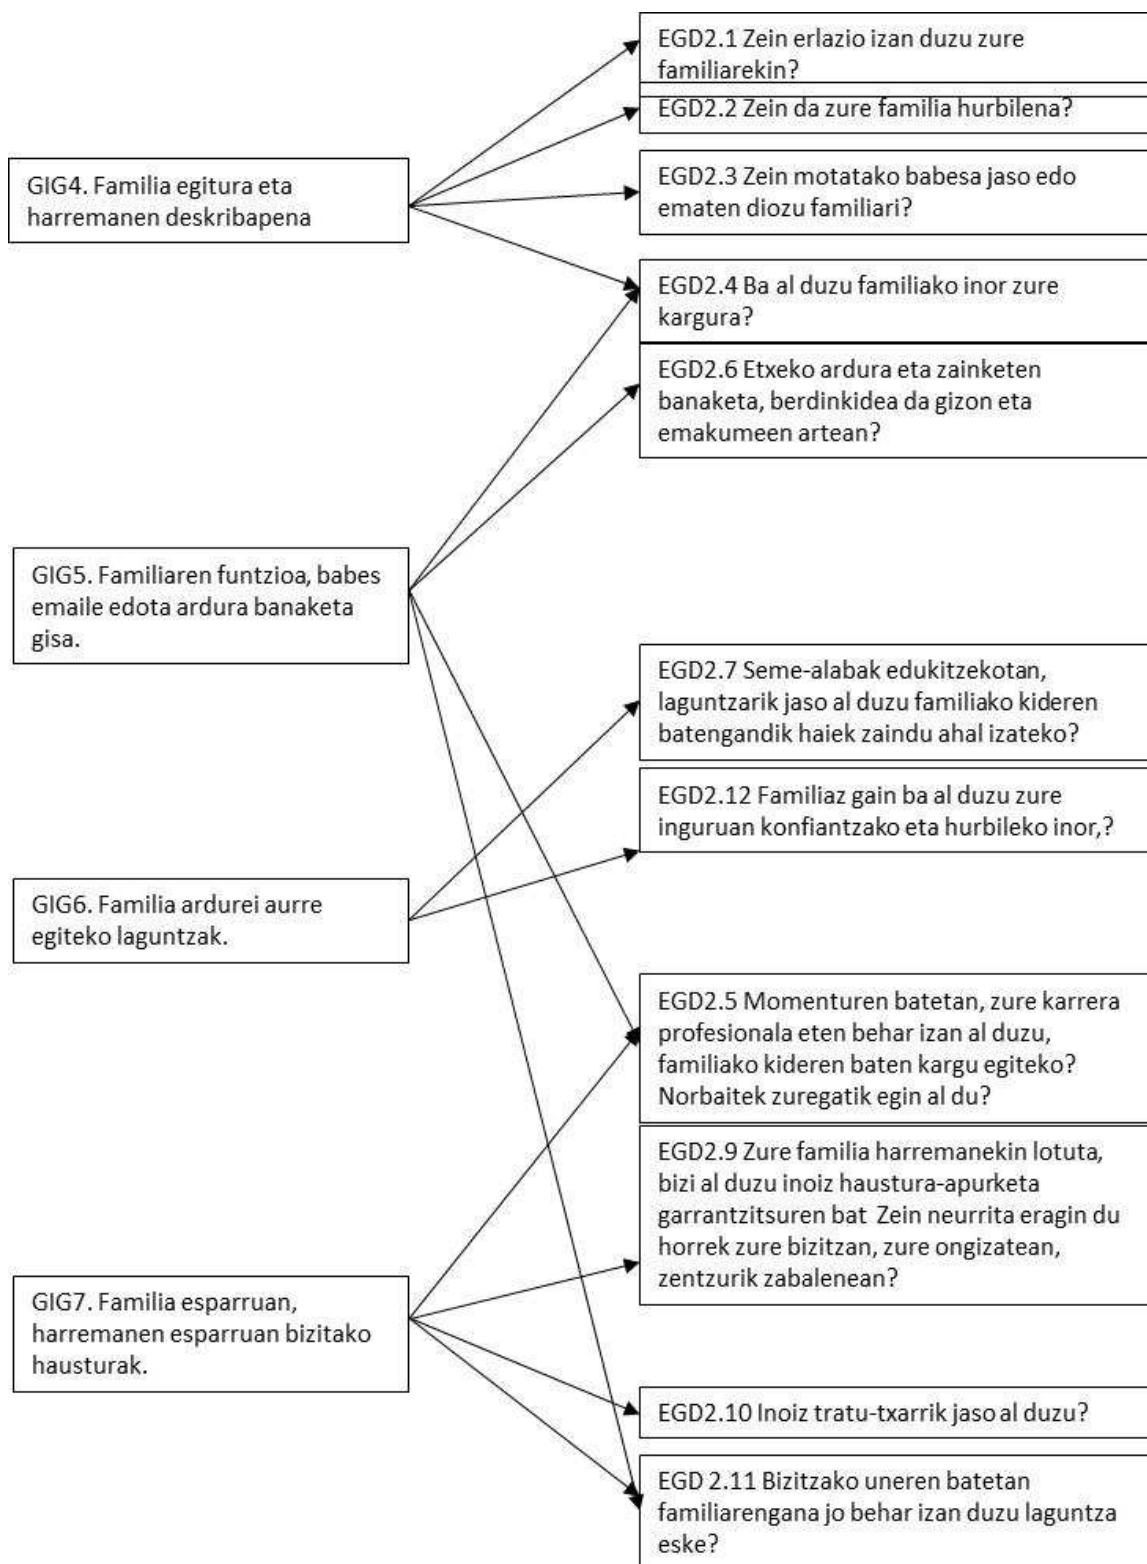 EGD2.1 Zein erlazio izan duzu zure
familiarekin?
EGD2.2 Zein da zure familia hurbilena?
GIG4. Familia egitura eta
harremanen deskribapena
EGD2.3 Zein motatako babesa jaso edo
ematen diozu familiari?
EGD2.4 Ba al duzu familiako inor zure
kargura?
EGD2.6 Etxeko ardura eta zainketen
banaketa, berdinkidea da gizon eta
emakumeen artean?
GIG5. Familiaren funtzioa, babes
emaile edota ardura banaketa
gisa.
EGD2.7 Seme-alabak edukitzekotan,
laguntzarik jaso al duzu familiako kideren
batengandik haiek zaindu ahal izateko?
EGD2.12 Familiaz gain ba al duzu zure
inguruan konfiantzako eta hurbileko inor,?
GIG6. Familia ardurei aurre
egiteko laguntzak.
EGD2.5 Momenturen batetan, zure karrera
profesionala eten behar izan al duzu,
familiako kideren baten kargu egiteko?
Norbaitek zuregatik egin al du?
EGD2.9 Zure familia harremanekin lotuta,
bizi al duzu inoiz haustura-apurketa
garrantzitsuren bat  Zein neurrita eragin du
horrek zure bizitzan, zure ongizatean,
zentzurik zabalenean?
GIG7. Familia esparruan,
harremanen esparruan bizitako
hausturak.
EGD2.10 Inoiz tratu-txarrik jaso al duzu?
EGD 2.11 Bizitzako uneren batetan
familiarengana jo behar izan duzu laguntza
eske?